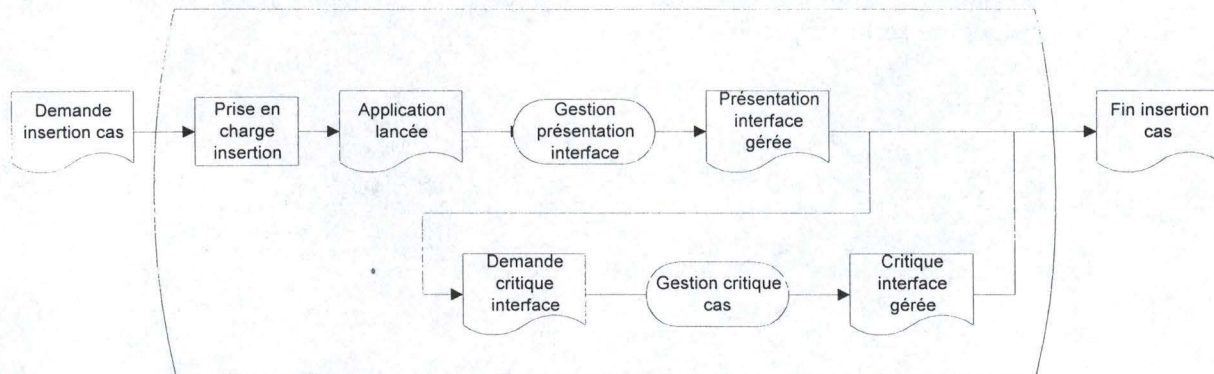 Demande
insertion cas
Prise en
charge
insertion
Application
lancée
Gestion
présentation
interface
Présentation
interface
gérée
Fin insertion
cas
Demande
critique
interface
Gestion critique
cas
Critique
interface
gérée